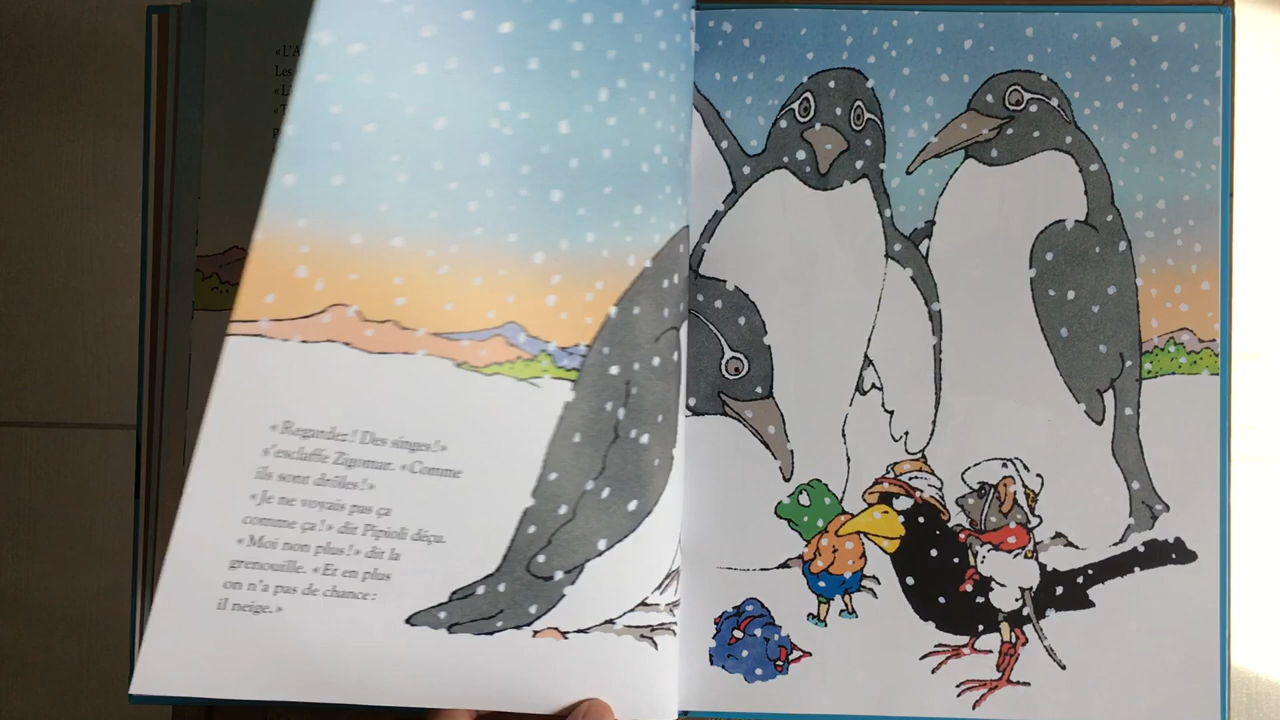 «L'A
Les
«L'
«T
p
«Regardez! Des singes!»
s'esclaffe Zigomar. «Comme
ils sont drôles!»
«Je ne voyais pas ça
comme ça!» dit Pipioli déçu.
«Moi non plus!» dit la
grenouille. «Et en plus
on n'a pas de chance:
il neige.»